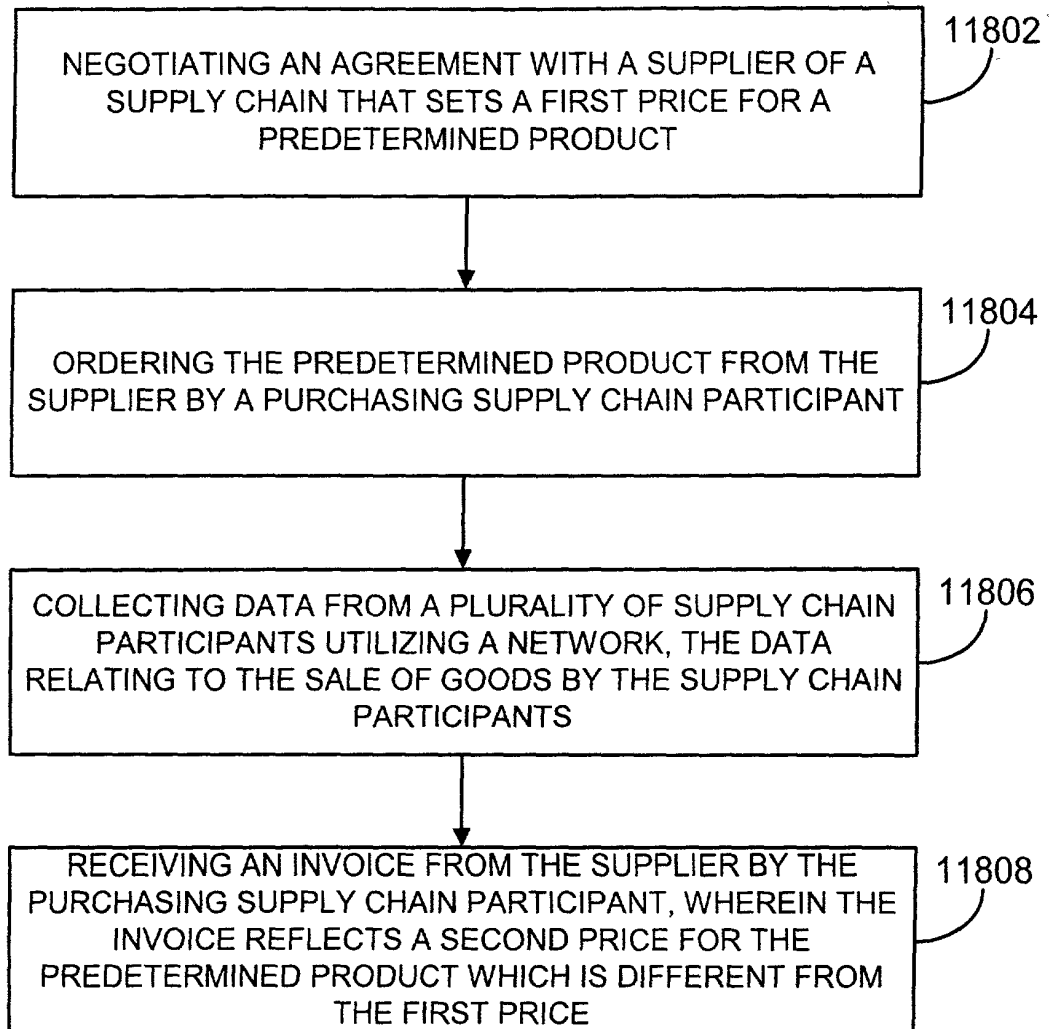 11802
NEGOTIATING AN AGREEMENT WITH A SUPPLIER OF A
SUPPLY CHAIN THAT SETS A FIRST PRICE FOR A
PREDETERMINED PRODUCT
11804
ORDERING THE PREDETERMINED PRODUCT FROM THE
SUPPLIER BY A PURCHASING SUPPLY CHAIN PARTICIPANT
11806
COLLECTING DATA FROM A PLURALITY OF SUPPLY CHAIN
PARTICIPANTS UTILIZING A NETWORK, THE DATA
RELATING TO THE SALE OF GOODS BY THE SUPPLY CHAIN
PARTICIPANTS
11808
RECEIVING AN INVOICE FROM THE SUPPLIER BY THE
PURCHASING SUPPLY CHAIN PARTICIPANT, WHEREIN THE
INVOICE REFLECTS A SECOND PRICE FOR THE
PREDETERMINED PRODUCT WHICH IS DIFFERENT FROM
THE FIRST PRICE